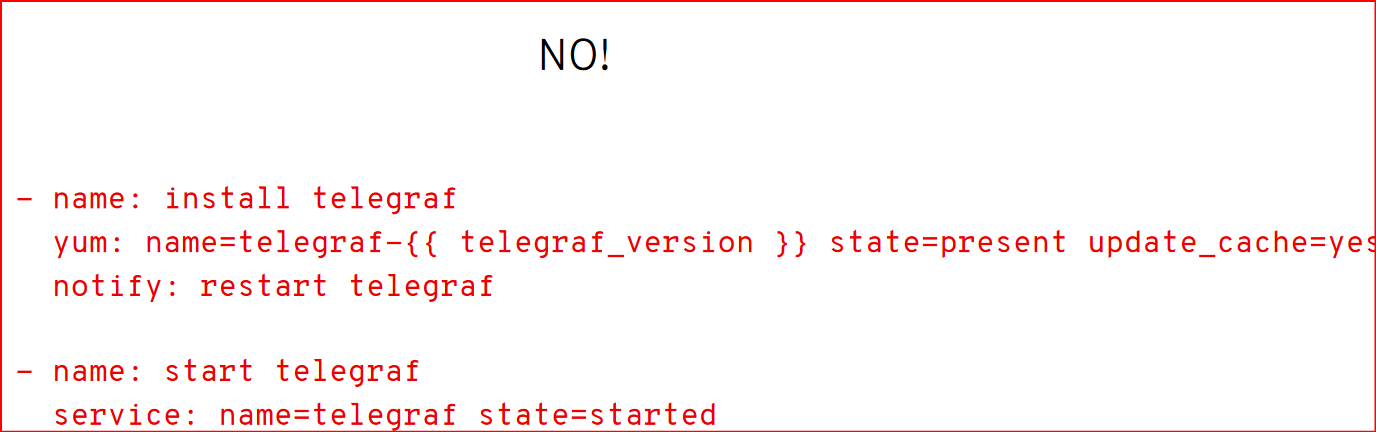 NO!
- name: install telegraf
  yum: name=telegraf-{{ telegraf_version }} state=present update_cache=yes
  notify: restart telegraf
- name: start telegraf
  service: name=telegraf state=started